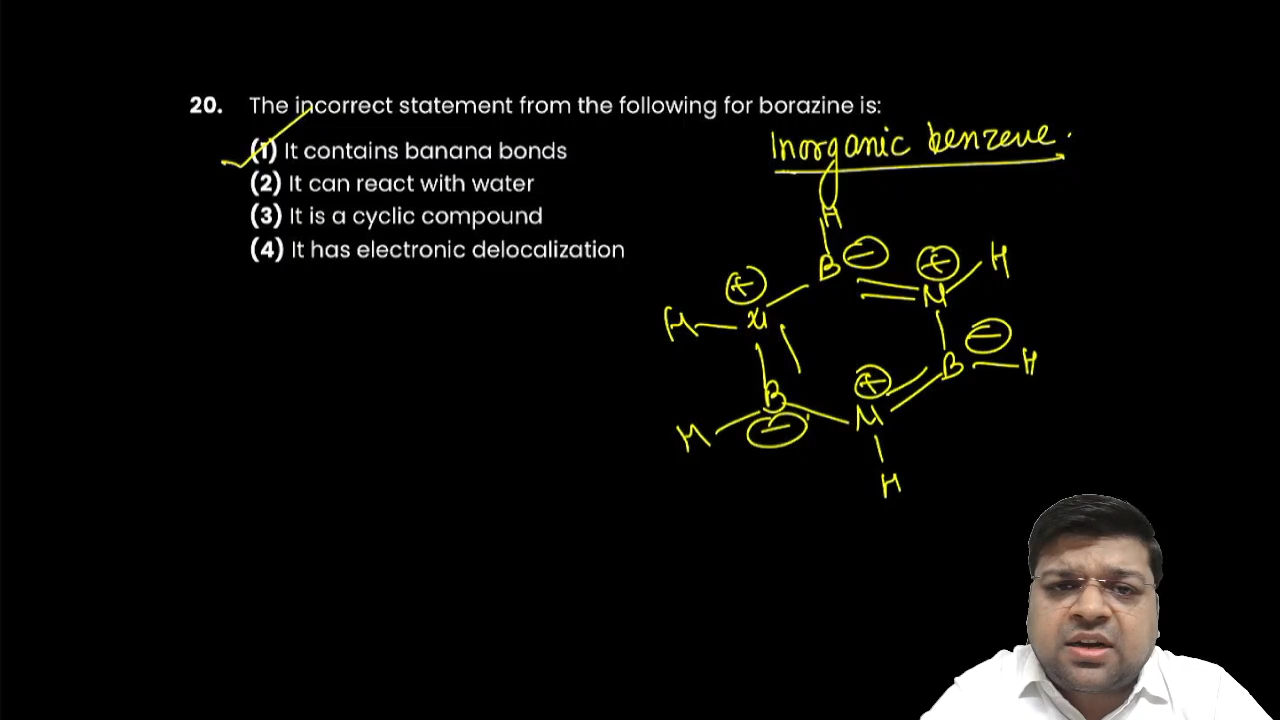 20. The incorrect statement from the following for borazine is:
(1) It contains banana bonds
(2) It can react with water
(3) It is a cyclic compound
(4) It has electronic delocalization
Inorganic benzene.
H
B ⊖ ⊕ H
⊕ N
H N ⊖
⊕ B H
B N
H ⊖
H